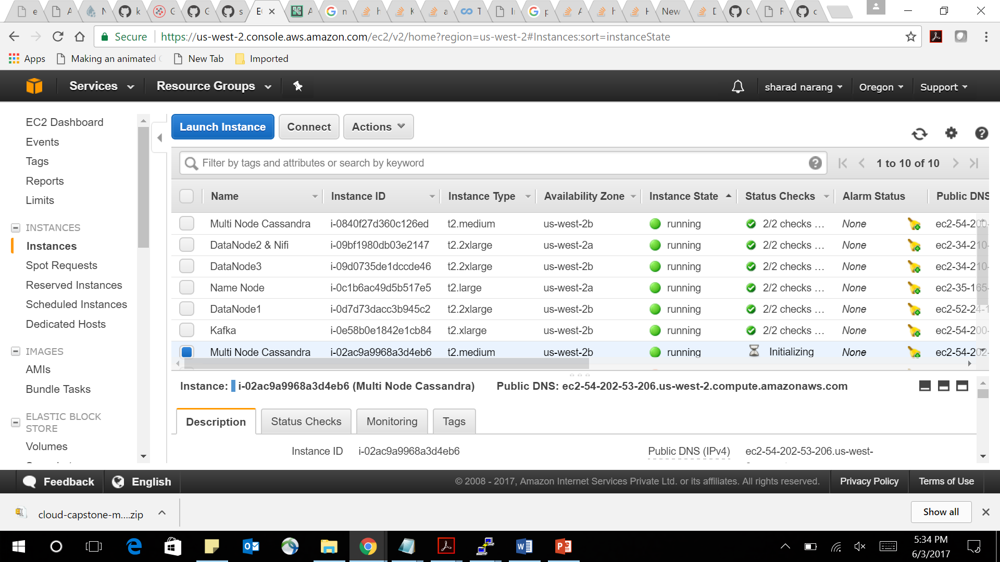 e
A
N
k
G
G
s
E
A
n
h
K
a
T
In
p
A
h
H
New
D
C
F
c
Secure
https://us-west-2.console.aws.amazon.com/ec2/v2/home?region=us-west-2#Instances:sort=instanceState
Apps
Making an animated
New Tab
Imported
Services
Resource Groups
sharad narang
Oregon
Support
EC2 Dashboard
Events
Tags
Reports
Limits
INSTANCES
Instances
Spot Requests
Reserved Instances
Scheduled Instances
Dedicated Hosts
IMAGES
AMIs
Bundle Tasks
ELASTIC BLOCK
STORE
Volumes
Launch Instance Connect Actions
Filter by tags and attributes or search by keyword
1 to 10 of 10
Name Instance ID Instance Type Availability Zone Instance State Status Checks Alarm Status Public DNS
Multi Node Cassandra i-0840f27d360c126ed t2.medium us-west-2b running 2/2 checks ... None ec2-54-200-
DataNode2 & Nifi i-09bf1980db03e2147 t2.2xlarge us-west-2a running 2/2 checks ... None ec2-34-210-
DataNode3 i-09d0735de1dccde46 t2.2xlarge us-west-2b running 2/2 checks ... None ec2-34-210-
Name Node i-0c1b6ac49d5b517e5 t2.large us-west-2a running 2/2 checks ... None ec2-35-165-
DataNode1 i-0d7d73dacc3b945c2 t2.2xlarge us-west-2b running 2/2 checks ... None ec2-52-24-1
Kafka i-0e58b0e1842e1cb84 t2.xlarge us-west-2b running 2/2 checks ... None ec2-54-200-
Multi Node Cassandra i-02ac9a9968a3d4eb6 t2.medium us-west-2b running Initializing None ec2-54-202-
Instance: i-02ac9a9968a3d4eb6 (Multi Node Cassandra) Public DNS: ec2-54-202-53-206.us-west-2.compute.amazonaws.com
Description Status Checks Monitoring Tags
Instance ID i-02ac9a9968a3d4eb6 Public DNS (IPv4) ec2-54-202-53-206.us-west-
Feedback English © 2008 - 2017, Amazon Internet Services Private Ltd. or its affiliates. All rights reserved. Privacy Policy Terms of Use
cloud-capstone-m....zip
Show all
5:34 PM
6/3/2017